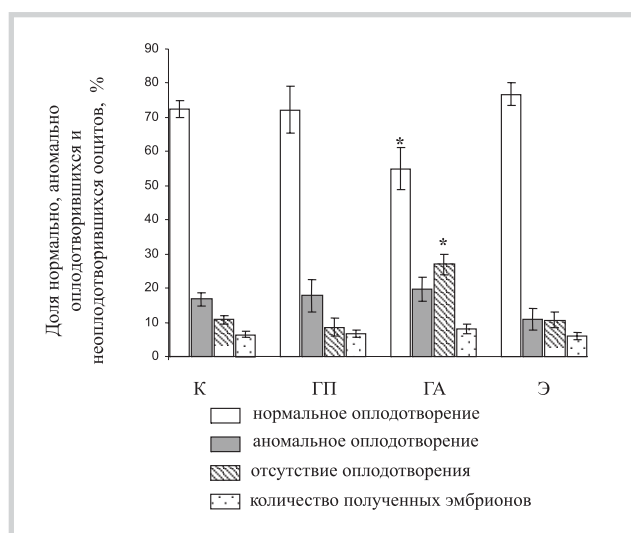 Доля нормально, аномально
оплодотворившихся и
неоплодотворившихся ооцитов, %
90
80
70
60
50
40
30
20
10
0
*
*
К ГП ГА Э
нормальное оплодотворение
аномальное оплодотворение
отсутствие оплодотворения
количество полученных эмбрионов